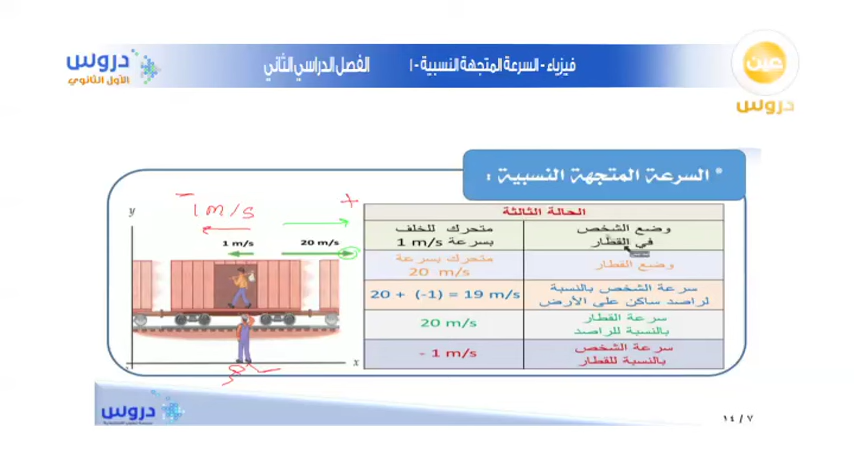 دروس
الأول الثانوي
فيزياء - السرعة المتجهة النسبية - ١
الفصل الدراسي الثاني
عين
دروس
* السرعة المتجهة النسبية :
الحالة الثالثة
وضع الشخص في القطار
متحرك للخلف بسرعة 1 m/s
وضع القطار
متحرك بسرعة 20 m/s
سرعة الشخص بالنسبة لراصد ساكن على الأرض
20 + (-1) = 19 m/s
سرعة القطار بالنسبة للراصد
20 m/s
سرعة الشخص بالنسبة للقطار
- 1 m/s
- 1 m/s
+
y
1 m/s
20 m/s
x
دروس
١٤ / ٧